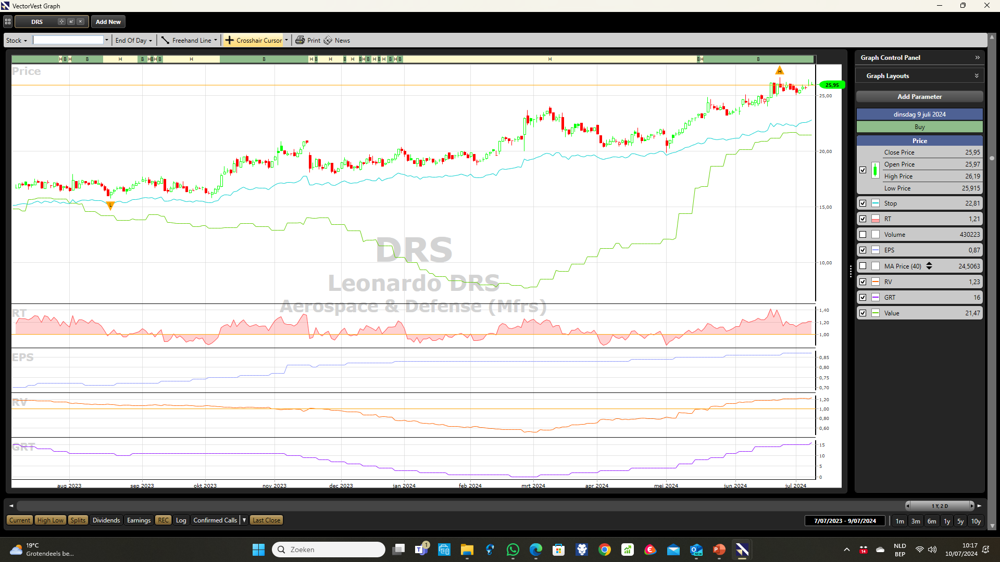 VectorVest Graph
DRS
Add New
Stock
End Of Day
Freehand Line
Crosshair Cursor
Print
News
H B H B H B H B H B H B H B H B H B H H B H B H B H B H B H B H B
Price
H
25,95
25,00
20,00
15,00
10,00
L
DRS
Leonardo DRS
Aerospace & Defense (Mfrs)
RT
1,40
1,20
1,00
EPS
0,85
0,80
0,75
0,70
RV
1,20
1,00
0,80
0,60
GRT
15
10
5
0
aug 2023 sep 2023 okt 2023 nov 2023 dec 2023 jan 2024 feb 2024 mrt 2024 apr 2024 mei 2024 jun 2024 jul 2024
Graph Control Panel
Graph Layouts
Add Parameter
dinsdag 9 juli 2024
Buy
Price
Close Price 25,95
Open Price 25,97
High Price 26,19
Low Price 25,915
Stop 22,81
RT 1,21
Volume 430223
EPS 0,87
MA Price (40) 24,5063
RV 1,23
GRT 16
Value 21,47
1 Y, 2 D
Current High Low Splits Dividends Earnings REC Log Confirmed Calls Last Close
7/07/2023 - 9/07/2024
1m 3m 6m 1y 5y 10y
19°C
Grotendeels be...
Zoeken
1
NEW
14
NLD
BEP
10:17
10/07/2024